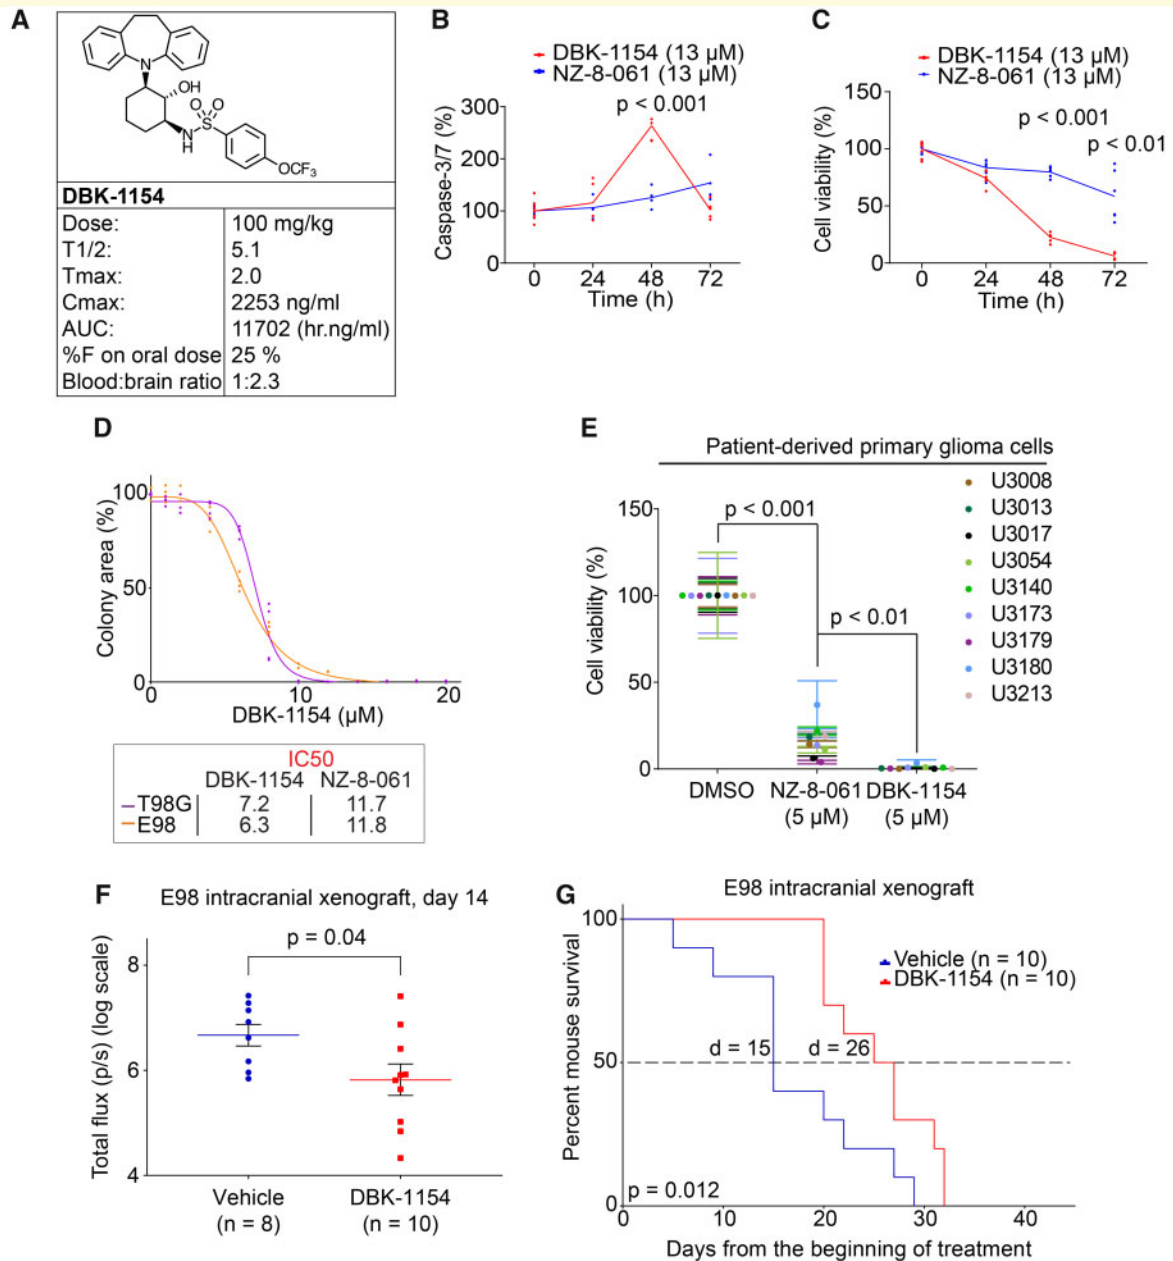 A
N
OH
O O
S
NH
OCF3
DBK-1154
Dose: 100 mg/kg
T1/2: 5.1
Tmax: 2.0
Cmax: 2253 ng/ml
AUC: 11702 (hr.ng/ml)
%F on oral dose 25 %
Blood:brain ratio 1:2.3
B
DBK-1154 (13 µM)
NZ-8-061 (13 µM)
p < 0.001
Caspase-3/7 (%)
300
200
100
0
0 24 48 72
Time (h)
C
DBK-1154 (13 µM)
NZ-8-061 (13 µM)
p < 0.001
p < 0.01
Cell viability (%)
150
100
50
0
0 24 48 72
Time (h)
D
Colony area (%)
100
50
0
0 10 20
DBK-1154 (µM)
IC50
DBK-1154 NZ-8-061
T98G 7.2 11.7
E98 6.3 11.8
E
Patient-derived primary glioma cells
p < 0.001
p < 0.01
Cell viability (%)
150
100
50
0
DMSO NZ-8-061 DBK-1154
(5 µM) (5 µM)
U3008
U3013
U3017
U3054
U3140
U3173
U3179
U3180
U3213
F
E98 intracranial xenograft, day 14
p = 0.04
Total flux (p/s) (log scale)
8
6
4
Vehicle DBK-1154
(n = 8) (n = 10)
G
E98 intracranial xenograft
Vehicle (n = 10)
DBK-1154 (n = 10)
d = 15 d = 26
p = 0.012
Percent mouse survival
100
50
0
0 10 20 30 40
Days from the beginning of treatment